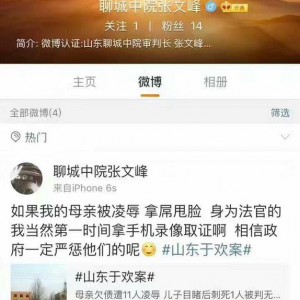 聊城中院张文峰
关注 1 | 粉丝 14
简介: 微博认证:山东聊城中院审判长 张文峰...
主页 微博 相册
全部微博(4) 筛选
热门
聊城中院张文峰
来自iPhone 6s
如果我的母亲被凌辱 拿屌甩脸 身为法官的
我当然第一时间拿手机录像取证啊 相信政
府一定严惩他们的呢😊 #山东于欢案#
#山东于欢案#
母亲欠债遭11人凌辱 儿子目睹后刺死1人被判无...